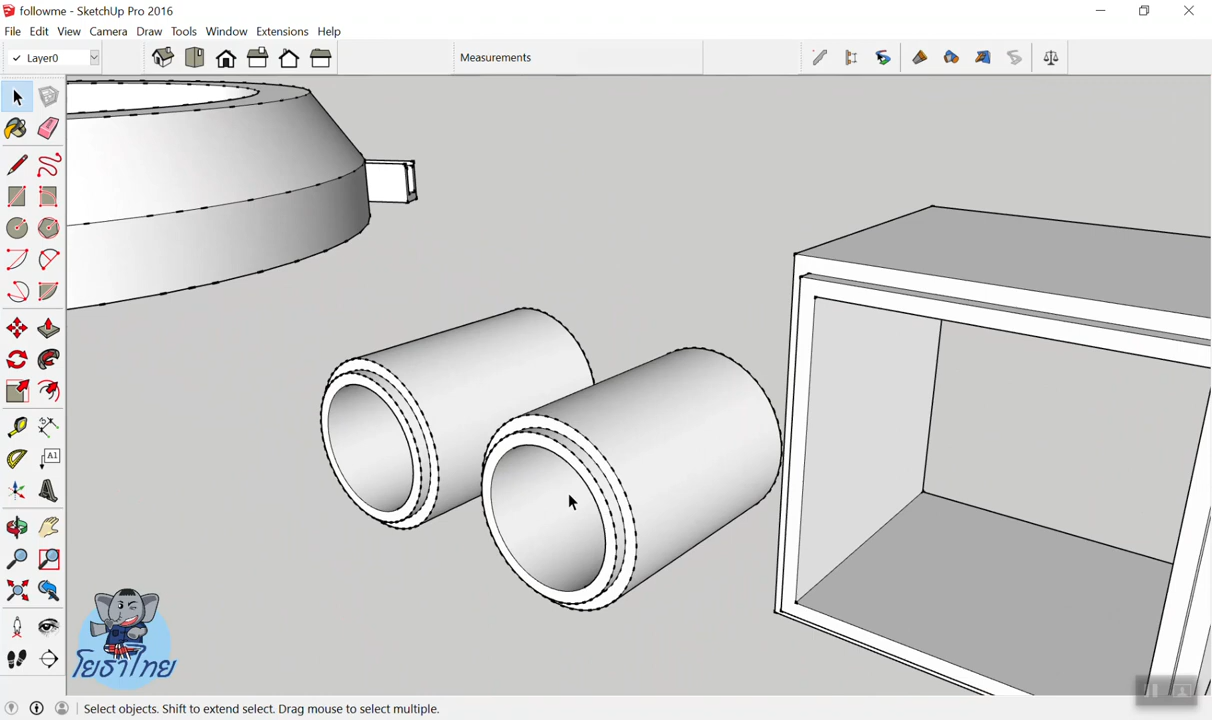 followme - SketchUp Pro 2016
File Edit View Camera Draw Tools Window Extensions Help
Layer0
Measurements
A1
โยธาไทย
Select objects. Shift to extend select. Drag mouse to select multiple.